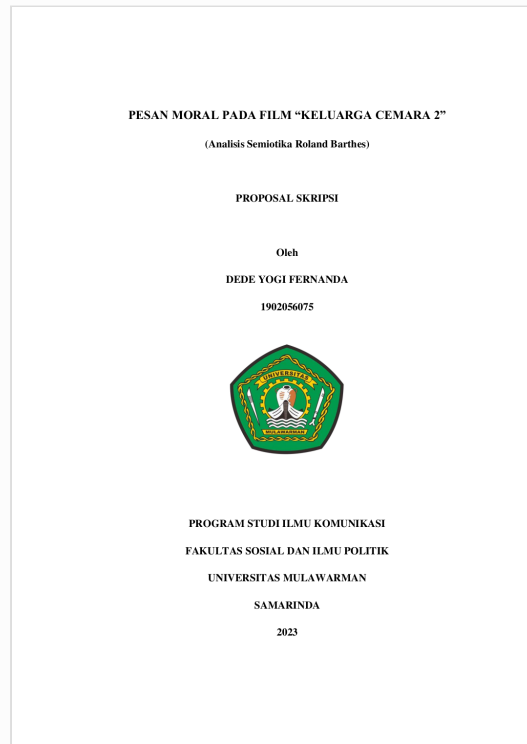 PESAN MORAL PADA FILM “KELUARGA CEMARA 2”
(Analisis Semiotika Roland Barthes)
PROPOSAL SKRIPSI
Oleh
DEDE YOGI FERNANDA
1902056075
UNIVERSITAS
MULAWARMAN
PROGRAM STUDI ILMU KOMUNIKASI
FAKULTAS SOSIAL DAN ILMU POLITIK
UNIVERSITAS MULAWARMAN
SAMARINDA
2023